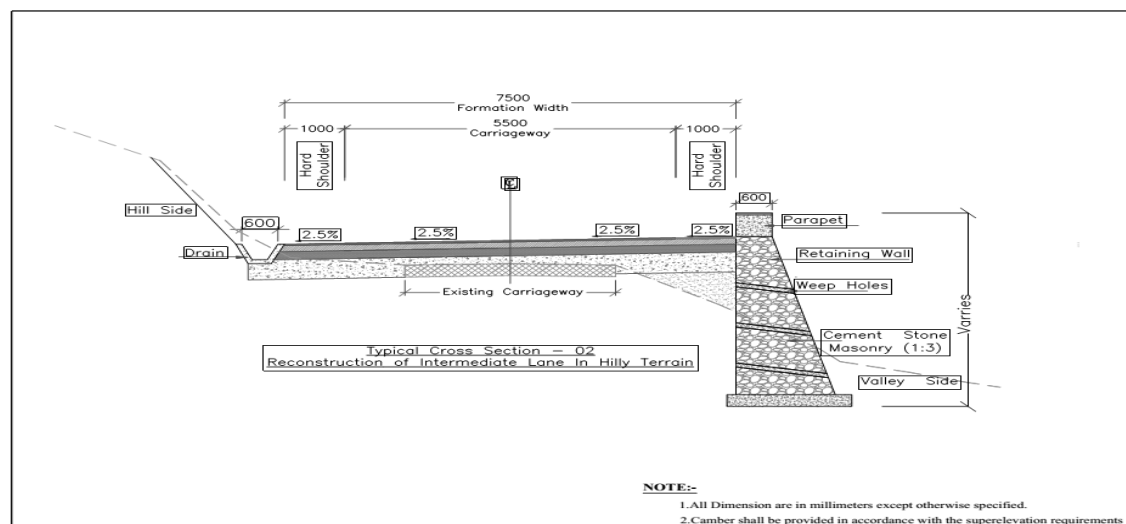 7500
Formation Width
5500
1000
1000
Carriageway
Hard
Shoulder
Hard
Shoulder
℄
600
600
Parapet
Hill Side
2.5%
2.5%
2.5%
2.5%
Drain
Retaining Wall
Weep Holes
Existing Carriageway
Varries
Cement Stone
Masonry (1:3)
Typical Cross Section - 02
Reconstruction of Intermediate Lane In Hilly Terrain
Valley Side
NOTE:-
1.All Dimension are in millimeters except otherwise specified.
2.Camber shall be provided in accordance with the superelevation requirements